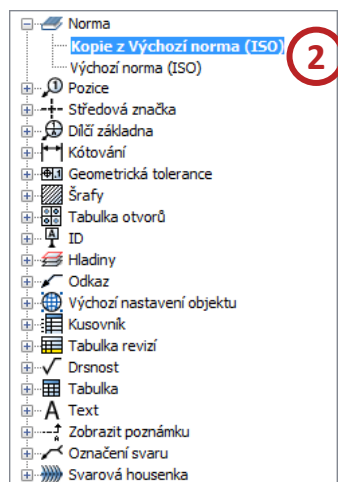 Norma
Kopie z Výchozí norma (ISO)
2
Výchozí norma (ISO)
Pozice
Středová značka
Dílčí základna
Kótování
Geometrická tolerance
Šrafy
Tabulka otvorů
ID
Hladiny
Odkaz
Výchozí nastavení objektu
Kusovník
Tabulka revizí
Drsnost
Tabulka
Text
Zobrazit poznámku
Označení svaru
Svarová housenka